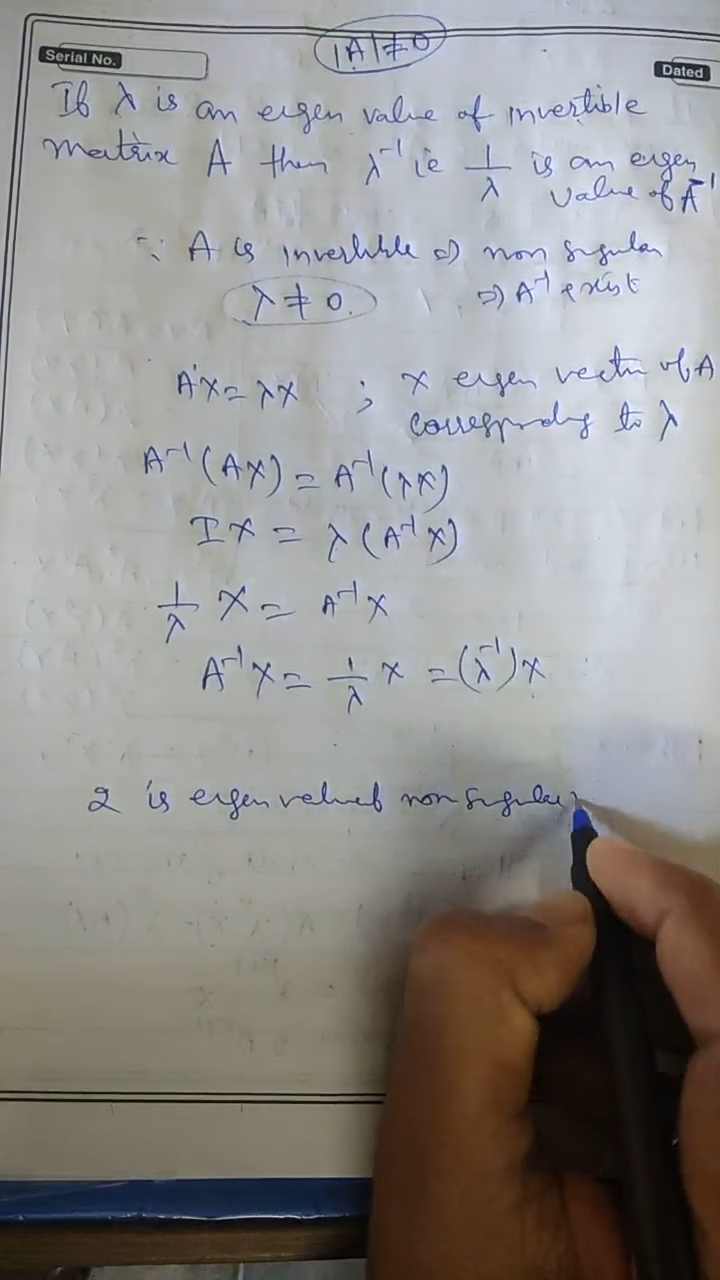 |A| ≠ 0
Serial No.
Dated
If λ is an eigen value of invertible
matrix A then λ⁻¹ ie 1/λ is an eigen
value of A⁻¹
∵ A is invertible ⇒ non singular
λ ≠ 0. ⇒ A⁻¹ exist
AX = λX ; X eigen vector of A
corresponding to λ
A⁻¹(AX) = A⁻¹(λX)
IX = λ(A⁻¹X)
1/λ X = A⁻¹X
A⁻¹X = 1/λ X = (λ⁻¹)X
2 is eigen value of non singular